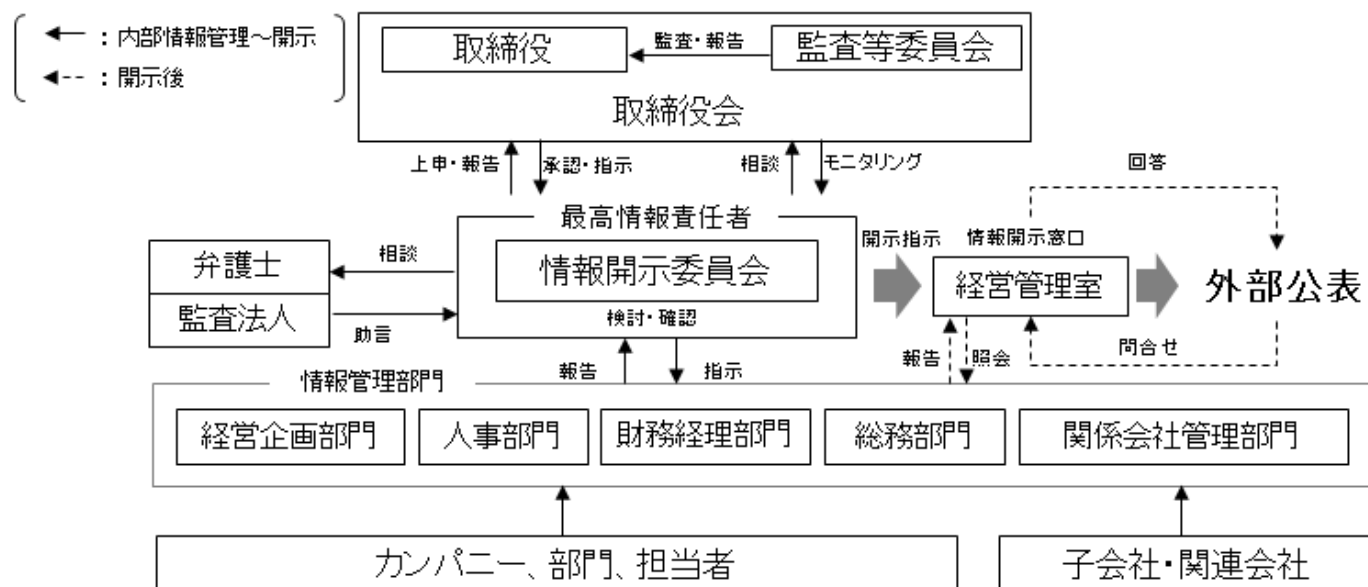 ：内部情報管理～開示
：開示後
取締役
監査・報告
監査等委員会
取締役会
上申・報告
承認・指示
相談
モニタリング
回答
最高情報責任者
開示指示
情報開示窓口
弁護士
相談
情報開示委員会
経営管理室
外部公表
監査法人
助言
検討・確認
報告
指示
報告
照会
問合せ
情報管理部門
経営企画部門
人事部門
財務経理部門
総務部門
関係会社管理部門
カンパニー、部門、担当者
子会社・関連会社